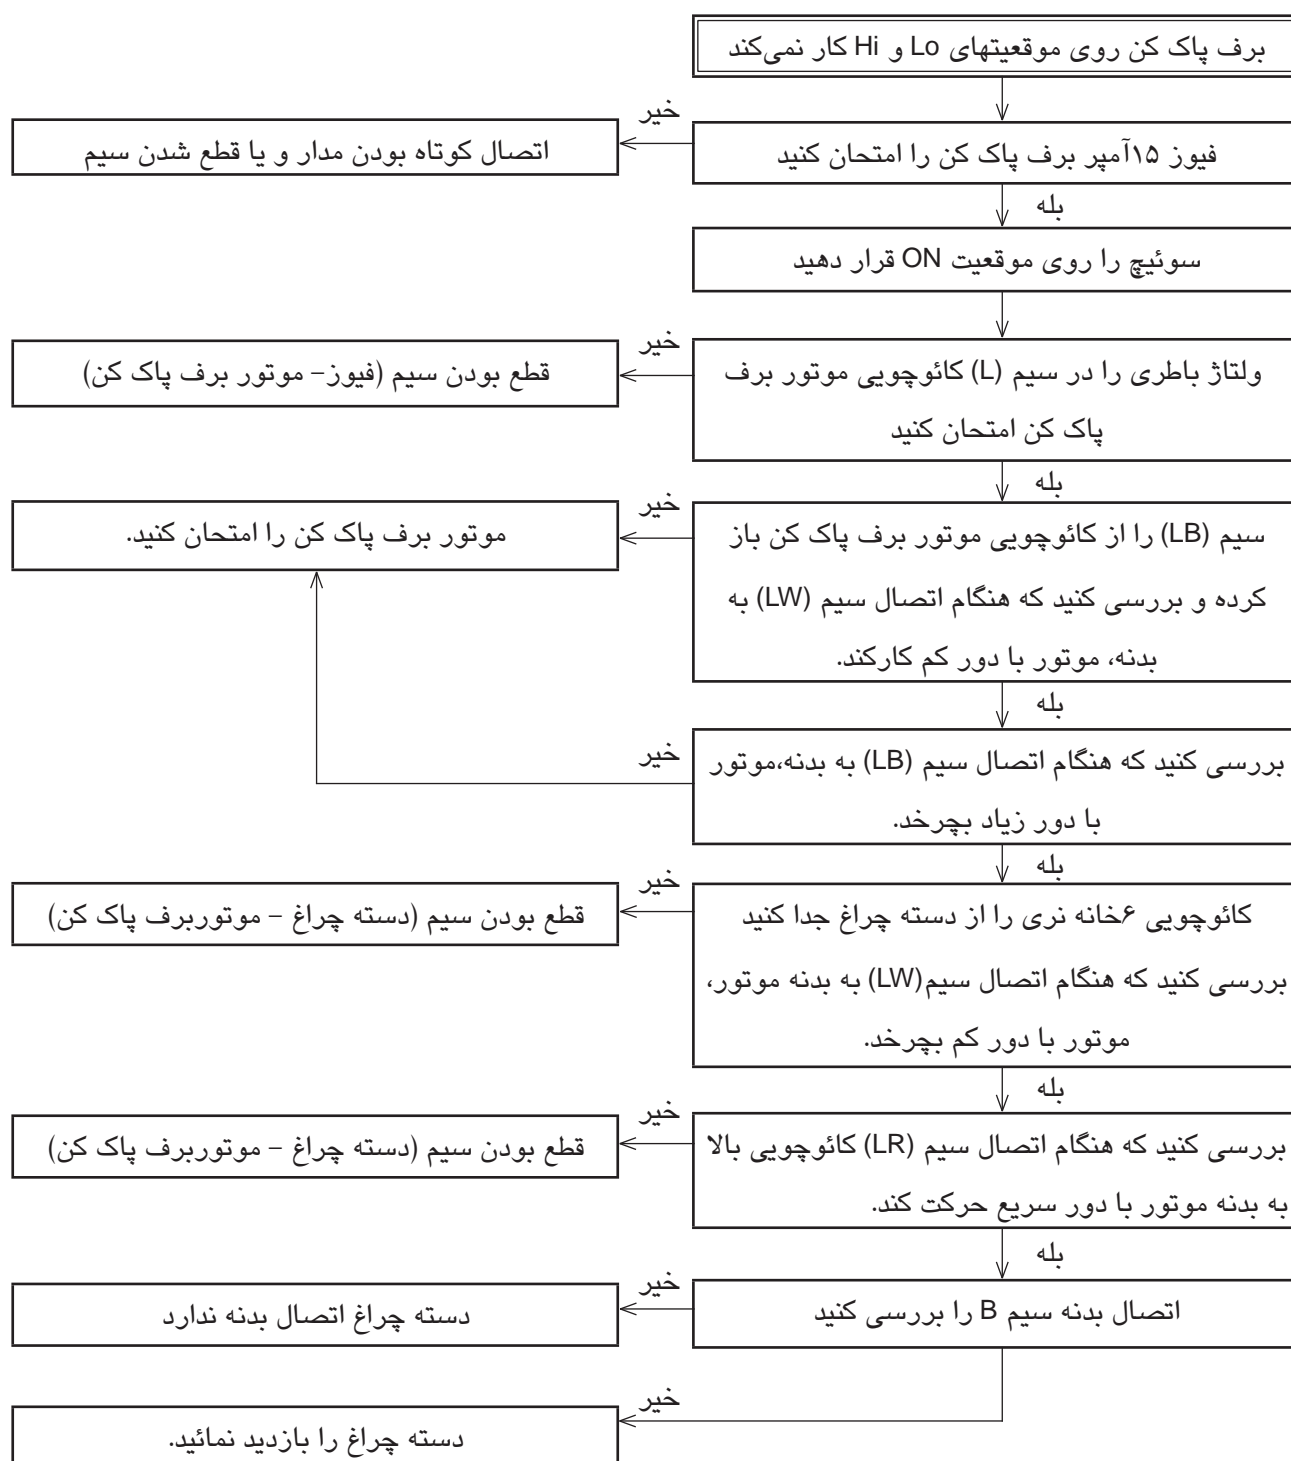 برف پاک کن روی موقعیتهای Lo و Hi کار نمی‌کند
خیر
فیوز ۱۵آمپر برف پاک کن را امتحان کنید
اتصال کوتاه بودن مدار و یا قطع شدن سیم
بله
سوئیچ را روی موقعیت ON قرار دهید
خیر
ولتاژ باطری را در سیم (L) کائوچویی موتور برف
پاک کن امتحان کنید
قطع بودن سیم (فیوز- موتور برف پاک کن)
بله
خیر
سیم (LB) را از کائوچویی موتور برف پاک کن باز
کرده و بررسی کنید که هنگام اتصال سیم (LW) به
بدنه، موتور با دور کم کارکند.
موتور برف پاک کن را امتحان کنید.
بله
خیر
بررسی کنید که هنگام اتصال سیم (LB) به بدنه،موتور
با دور زیاد بچرخد.
بله
خیر
کائوچویی ۶خانه نری را از دسته چراغ جدا کنید
بررسی کنید که هنگام اتصال سیم(LW) به بدنه موتور،
موتور با دور کم بچرخد.
قطع بودن سیم (دسته چراغ - موتوربرف پاک کن)
بله
خیر
بررسی کنید که هنگام اتصال سیم (LR) کائوچویی بالا
به بدنه موتور با دور سریع حرکت کند.
قطع بودن سیم (دسته چراغ - موتوربرف پاک کن)
بله
خیر
اتصال بدنه سیم B را بررسی کنید
دسته چراغ اتصال بدنه ندارد
خیر
دسته چراغ را بازدید نمائید.